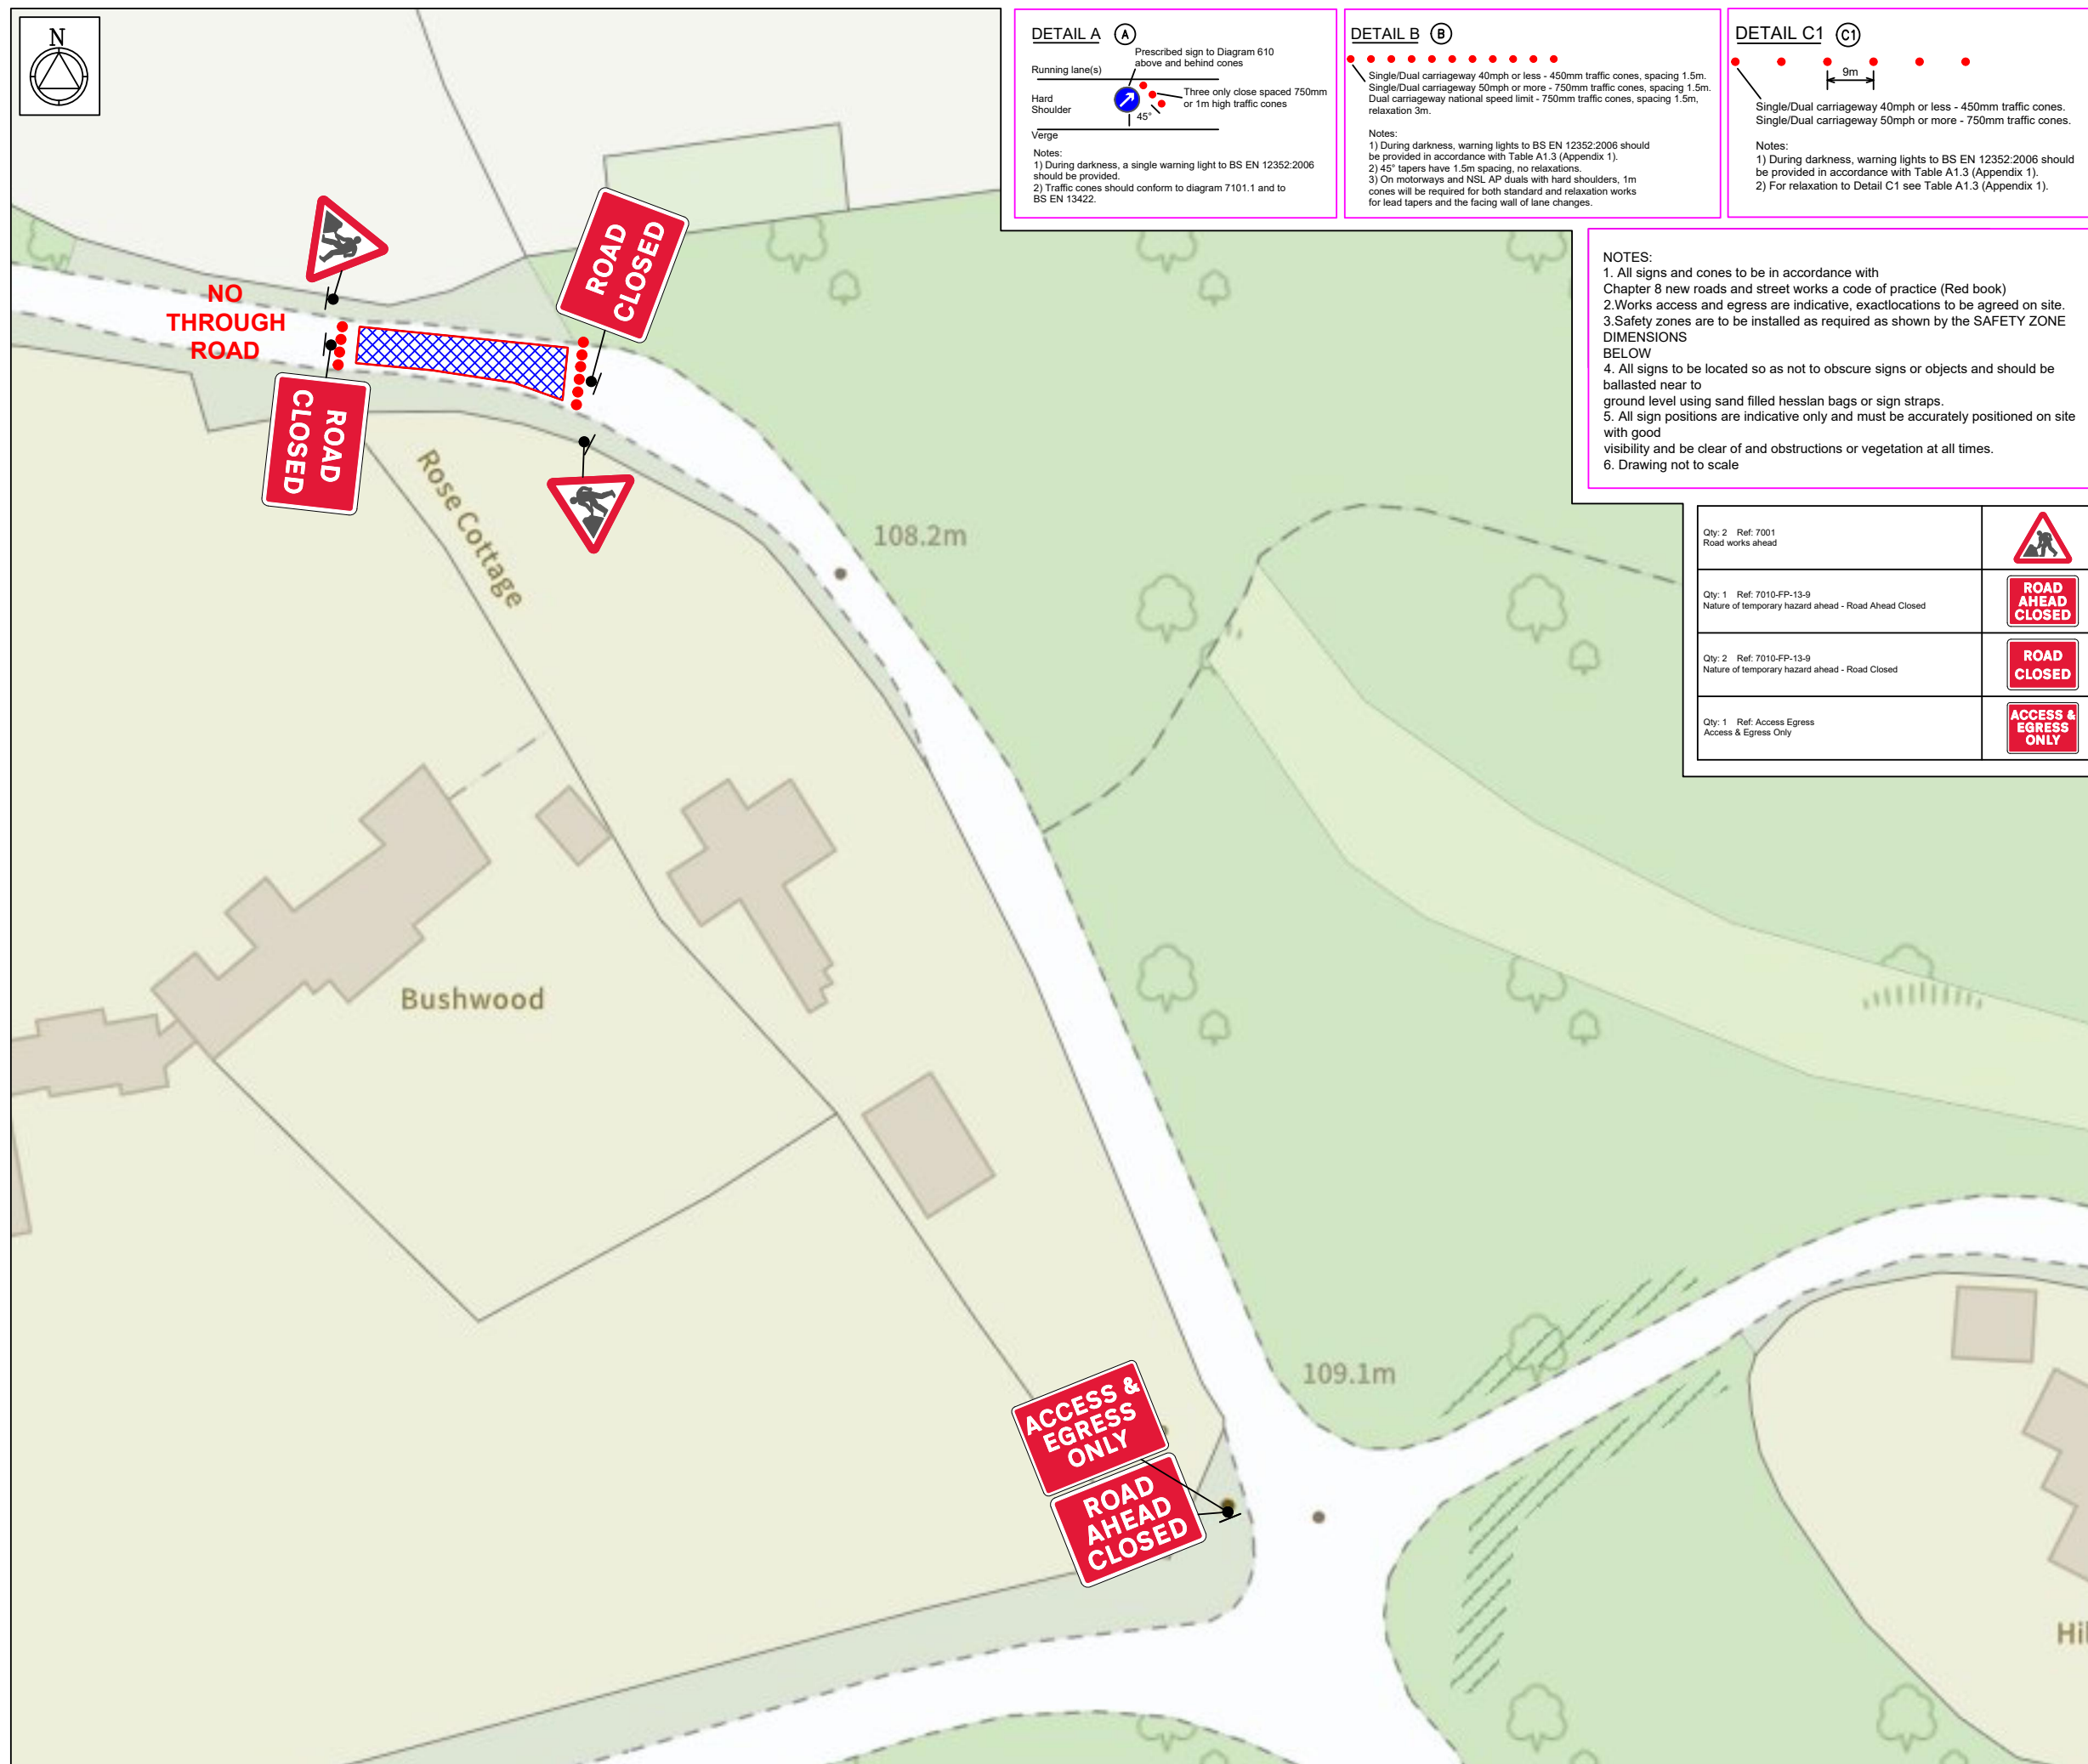 N
DETAIL A A
Prescribed sign to Diagram 610
above and behind cones
Running lane(s)
Hard
Shoulder
Three only close spaced 750mm
or 1m high traffic cones
45°
Verge
Notes:
1) During darkness, a single warning light to BS EN 12352:2006
should be provided.
2) Traffic cones should conform to diagram 7101.1 and to
BS EN 13422.
DETAIL B B
Single/Dual carriageway 40mph or less - 450mm traffic cones, spacing 1.5m.
Single/Dual carriageway 50mph or more - 750mm traffic cones, spacing 1.5m.
Dual carriageway national speed limit - 750mm traffic cones, spacing 1.5m,
relaxation 3m.
Notes:
1) During darkness, warning lights to BS EN 12352:2006 should
be provided in accordance with Table A1.3 (Appendix 1).
2) 45° tapers have 1.5m spacing, no relaxations.
3) On motorways and NSL AP duals with hard shoulders, 1m
cones will be required for both standard and relaxation works
for lead tapers and the facing wall of lane changes.
DETAIL C1 C1
9m
Single/Dual carriageway 40mph or less - 450mm traffic cones.
Single/Dual carriageway 50mph or more - 750mm traffic cones.
Notes:
1) During darkness, warning lights to BS EN 12352:2006 should
be provided in accordance with Table A1.3 (Appendix 1).
2) For relaxation to Detail C1 see Table A1.3 (Appendix 1).
NOTES:
1. All signs and cones to be in accordance with
Chapter 8 new roads and street works a code of practice (Red book)
2.Works access and egress are indicative, exactlocations to be agreed on site.
3.Safety zones are to be installed as required as shown by the SAFETY ZONE
DIMENSIONS
BELOW
4. All signs to be located so as not to obscure signs or objects and should be
ballasted near to
ground level using sand filled hesslan bags or sign straps.
5. All sign positions are indicative only and must be accurately positioned on site
with good
visibility and be clear of and obstructions or vegetation at all times.
6. Drawing not to scale
Qty: 2 Ref: 7001
Road works ahead
Qty: 1 Ref: 7010-FP-13-9
Nature of temporary hazard ahead - Road Ahead Closed
ROAD
AHEAD
CLOSED
Qty: 2 Ref: 7010-FP-13-9
Nature of temporary hazard ahead - Road Closed
ROAD
CLOSED
Qty: 1 Ref: Access Egress
Access & Egress Only
ACCESS &
EGRESS
ONLY
NO
THROUGH
ROAD
ROAD
CLOSED
ROAD
CLOSED
Rose Cottage
108.2m
Bushwood
109.1m
ACCESS &
EGRESS
ONLY
ROAD
AHEAD
CLOSED
Hil